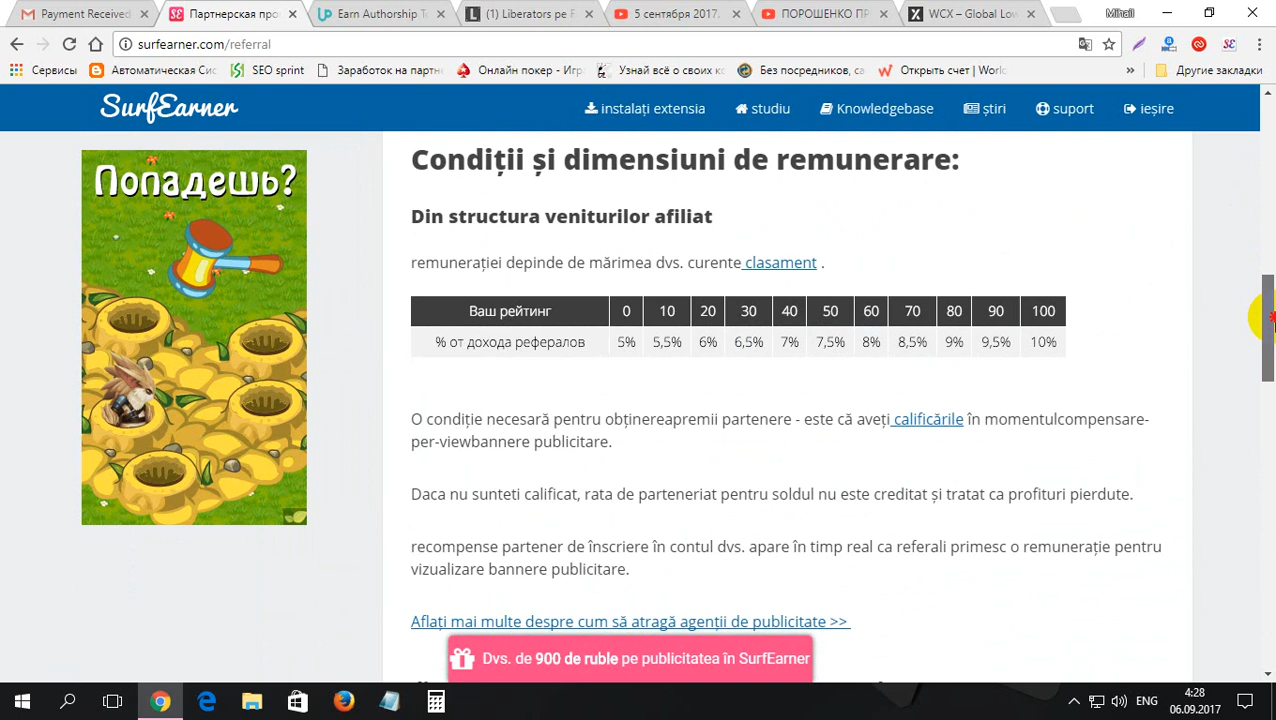 Payment Received
Партнерская про
Earn Authorship T
(1) Liberators pe F
5 сентября 2017.
ПОРОШЕНКО ПР
WCX – Global Low
Mihail
surfearner.com/referral
Сервисы
Автоматическая Сис
SEO sprint
Заработок на партн
Онлайн покер - Игр
Узнай всё о своих к
Без посредников, са
Открыть счет | Worl
»
Другие закладки
SurfEarner
instalați extensia
studiu
Knowledgebase
știri
suport
ieșire
Попадешь?
Condiții și dimensiuni de remunerare:
Din structura veniturilor afiliat
remunerației depinde de mărimea dvs. curente clasament .
Ваш рейтинг 0 10 20 30 40 50 60 70 80 90 100
% от дохода рефералов 5% 5,5% 6% 6,5% 7% 7,5% 8% 8,5% 9% 9,5% 10%
O condiție necesară pentru obținereapremii partenere - este că aveți calificările în momentulcompensare-
per-viewbannere publicitare.
Daca nu sunteti calificat, rata de parteneriat pentru soldul nu este creditat și tratat ca profituri pierdute.
recompense partener de înscriere în contul dvs. apare în timp real ca referali primesc o remunerație pentru
vizualizare bannere publicitare.
Aflați mai multe despre cum să atragă agenții de publicitate >>
Dvs. de 900 de ruble pe publicitatea în SurfEarner
ENG
4:28
06.09.2017